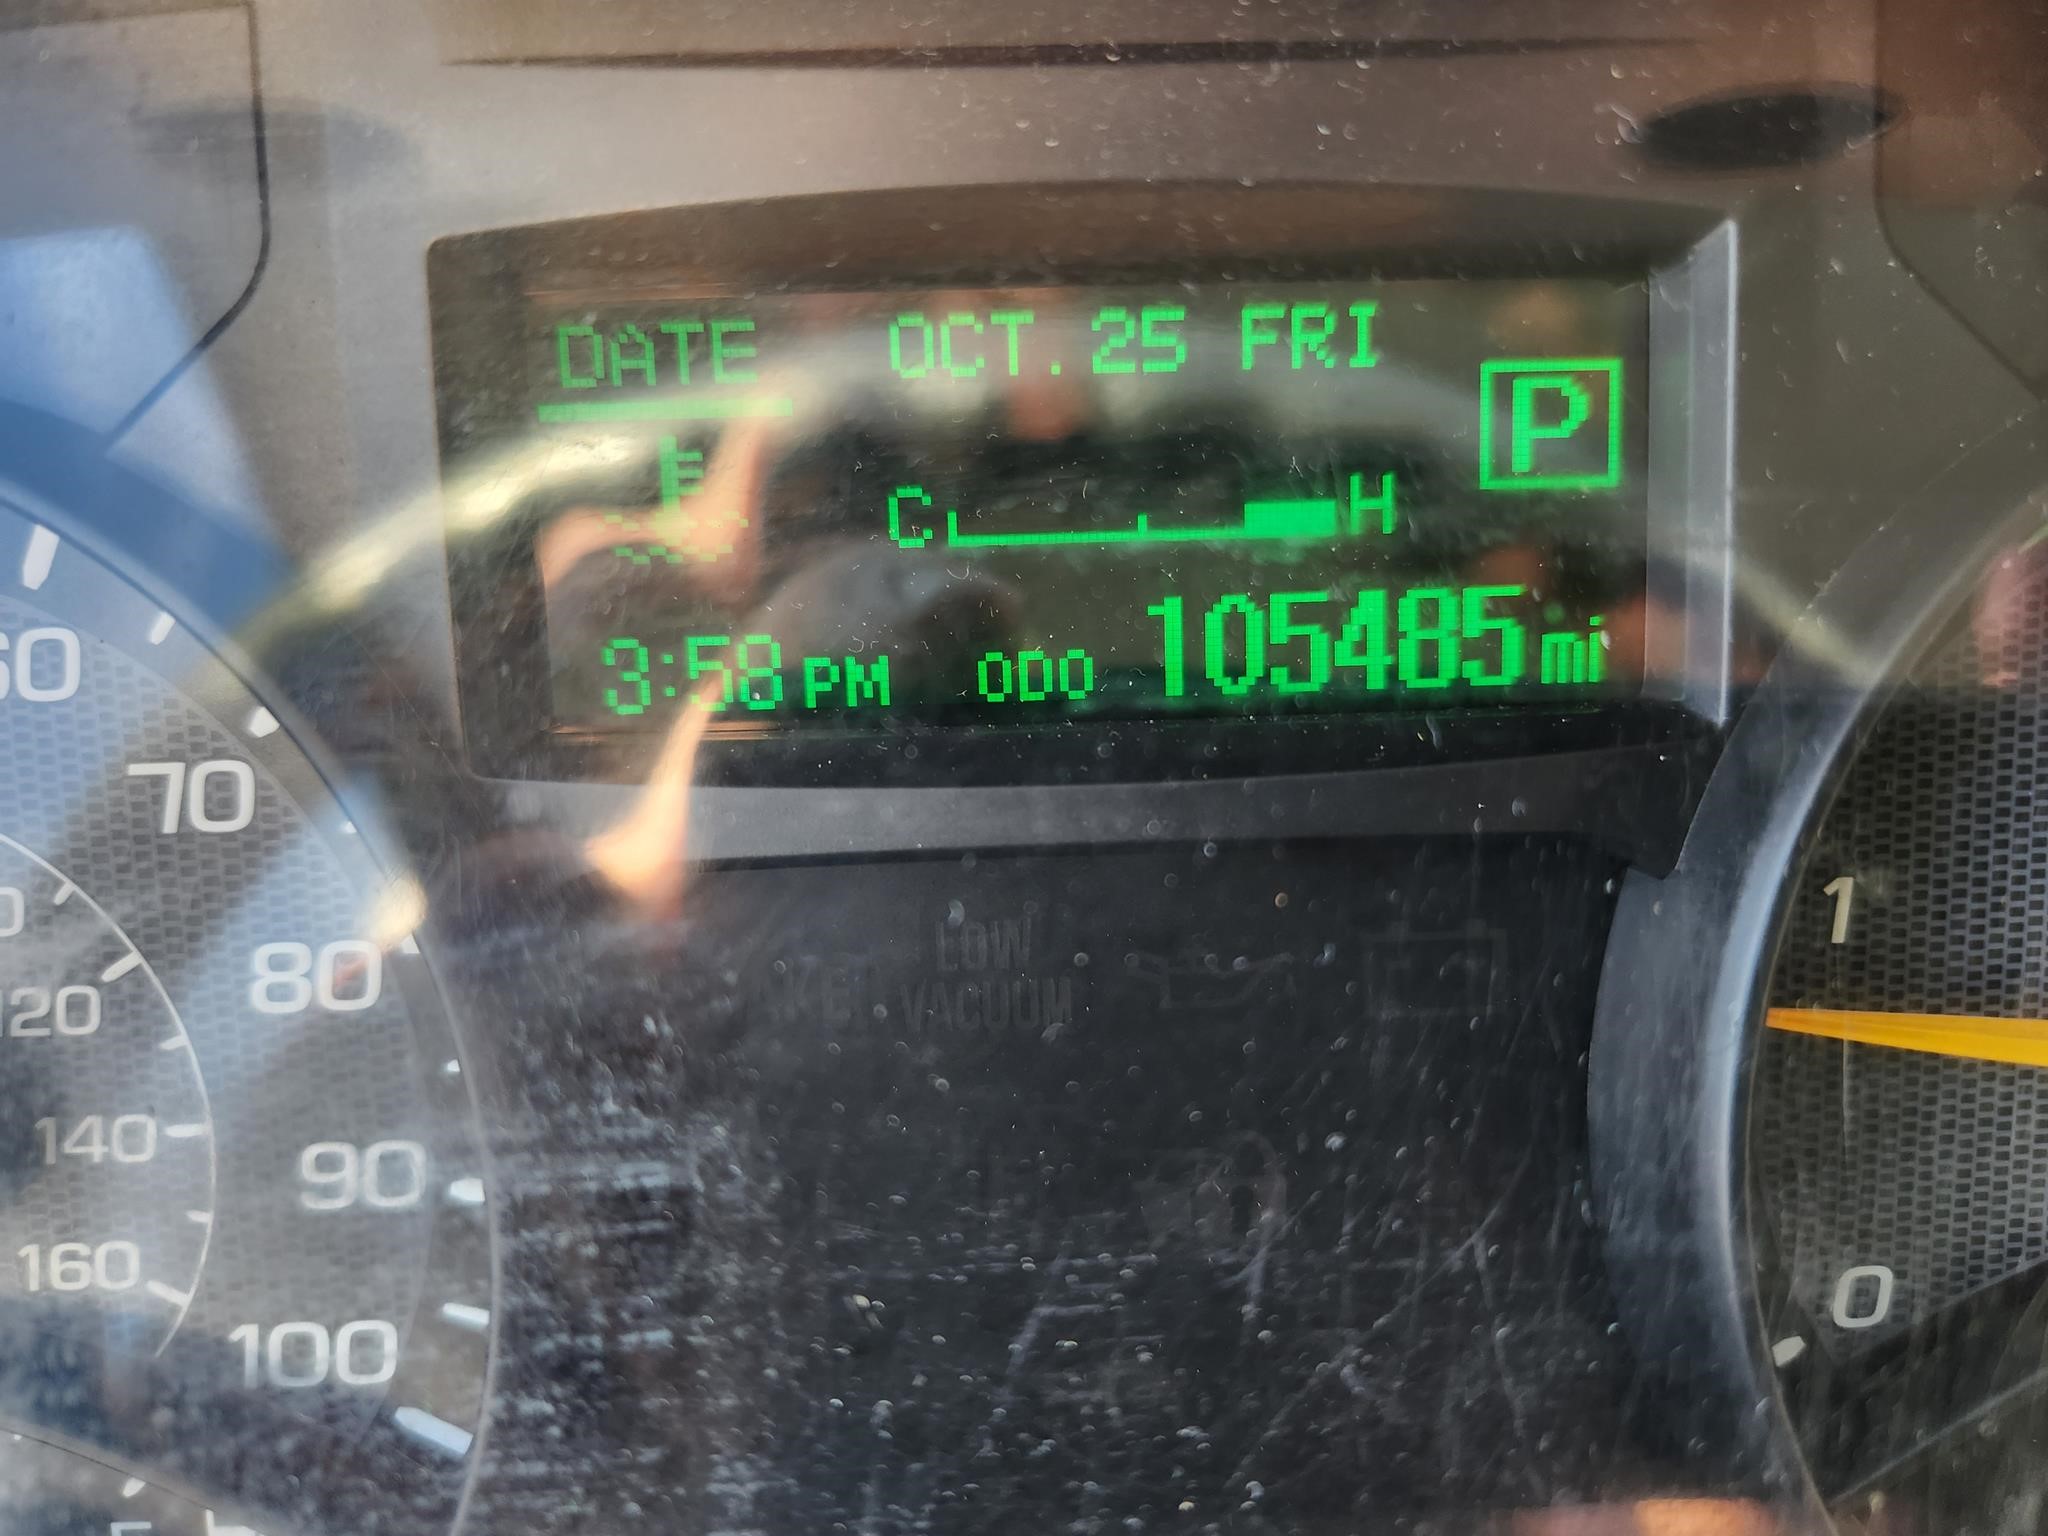 DATE OCT. 25 FRI
P
C H
3:58 PM ODO 105485 mi
70
80
90
100
120
140
160
LOW
VACUUM
1
0